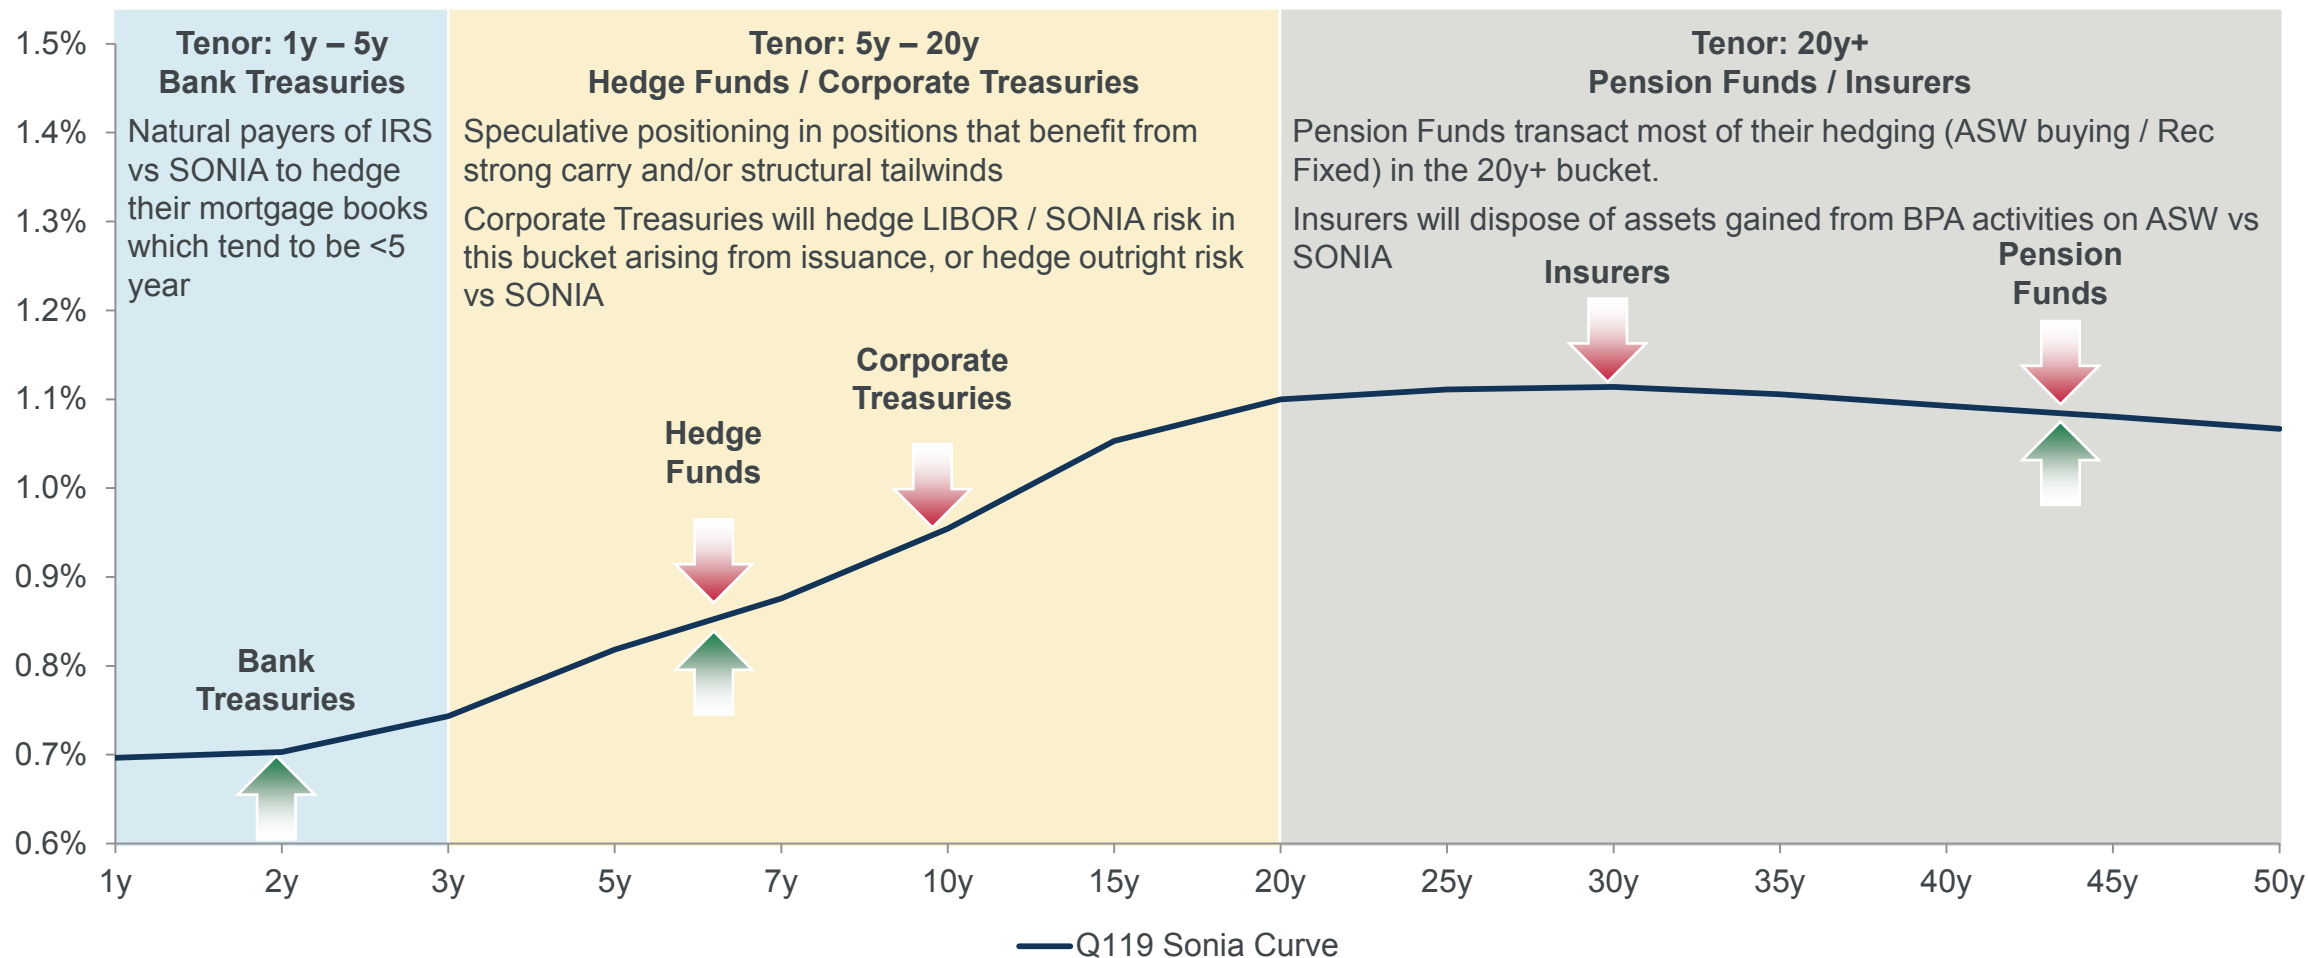 Tenor: 1y – 5y
Bank Treasuries
Natural payers of IRS
vs SONIA to hedge
their mortgage books
which tend to be <5
year
Tenor: 5y – 20y
Hedge Funds / Corporate Treasuries
Speculative positioning in positions that benefit from
strong carry and/or structural tailwinds
Corporate Treasuries will hedge LIBOR / SONIA risk in
this bucket arising from issuance, or hedge outright risk
vs SONIA
Tenor: 20y+
Pension Funds / Insurers
Pension Funds transact most of their hedging (ASW buying / Rec
Fixed) in the 20y+ bucket.
Insurers will dispose of assets gained from BPA activities on ASW vs
SONIA
Insurers
Pension
Funds
Corporate
Treasuries
Hedge
Funds
Bank
Treasuries
1.5%
1.4%
1.3%
1.2%
1.1%
1.0%
0.9%
0.8%
0.7%
0.6%
1y 2y 3y 5y 7y 10y 15y 20y 25y 30y 35y 40y 45y 50y
Q119 Sonia Curve